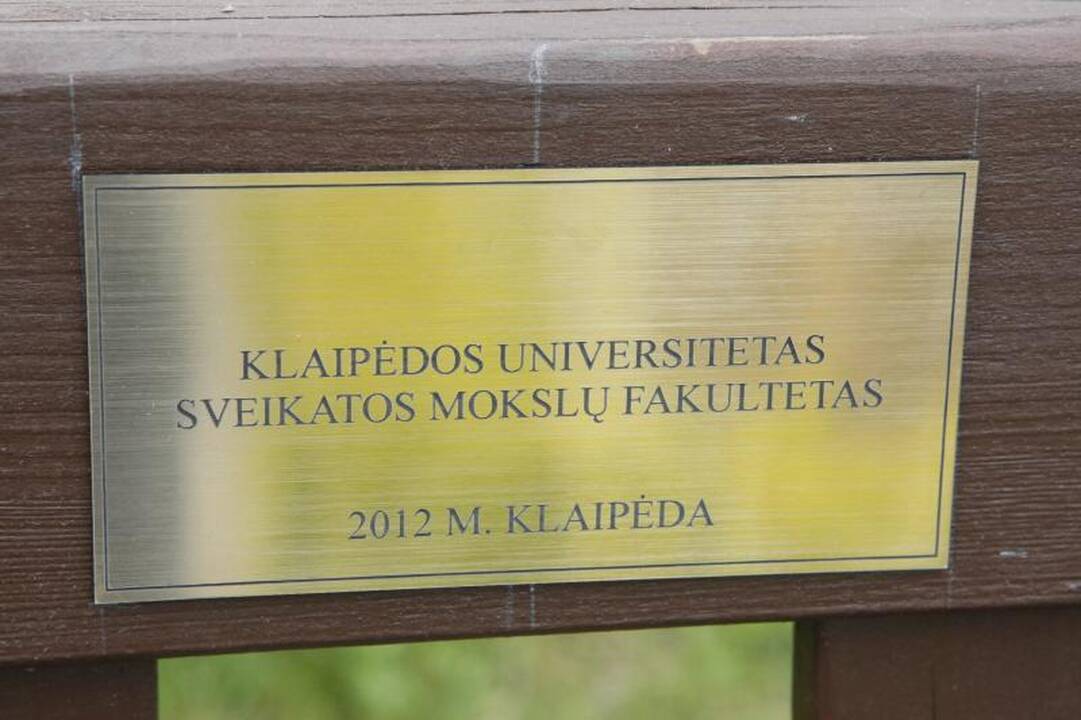 KLAIPĖDOS UNIVERSITETAS
SVEIKATOS MOKSLŲ FAKULTETAS
2012 M. KLAIPĖDA